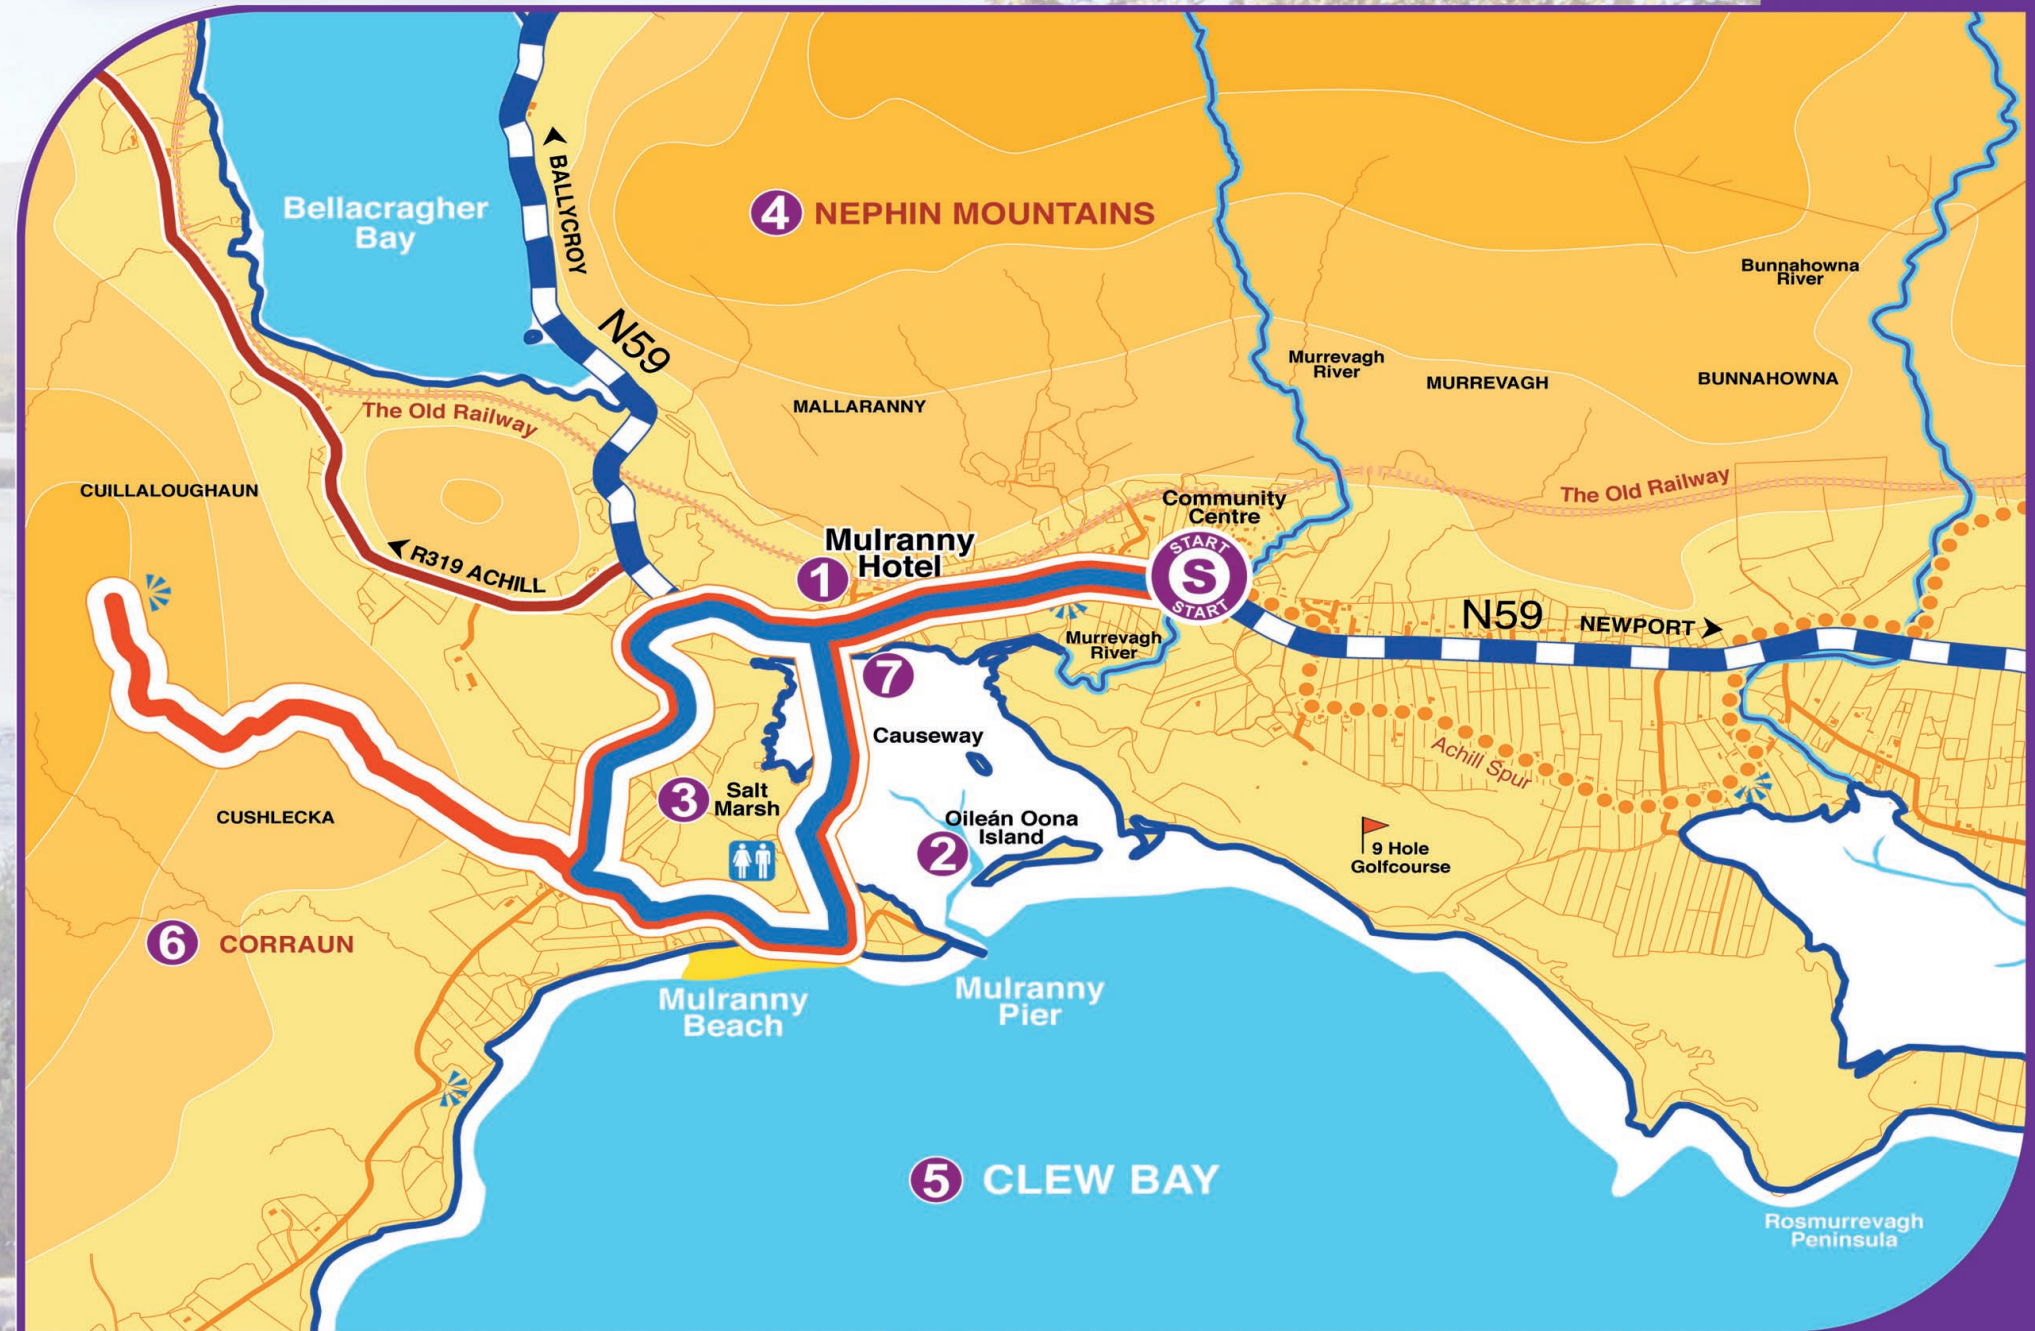 BALLYCROY
Bellacragher
Bay
4 NEPHIN MOUNTAINS
Bunnahowna
River
N59
Murrevagh
River
MURREVAGH
BUNNAHOWNA
MALLARANNY
The Old Railway
CUILLALOUGHAUN
The Old Railway
Community
Centre
Mulranny
Hotel
1
R319 ACHILL
START
S
START
N59
NEWPORT
Murrevagh
River
7
Causeway
Achill Spur
3
Salt
Marsh
CUSHLECKA
Oileán Oona
Island
2
9 Hole
Golfcourse
6 CORRAUN
Mulranny
Beach
Mulranny
Pier
5 CLEW BAY
Rosmurrevagh
Peninsula